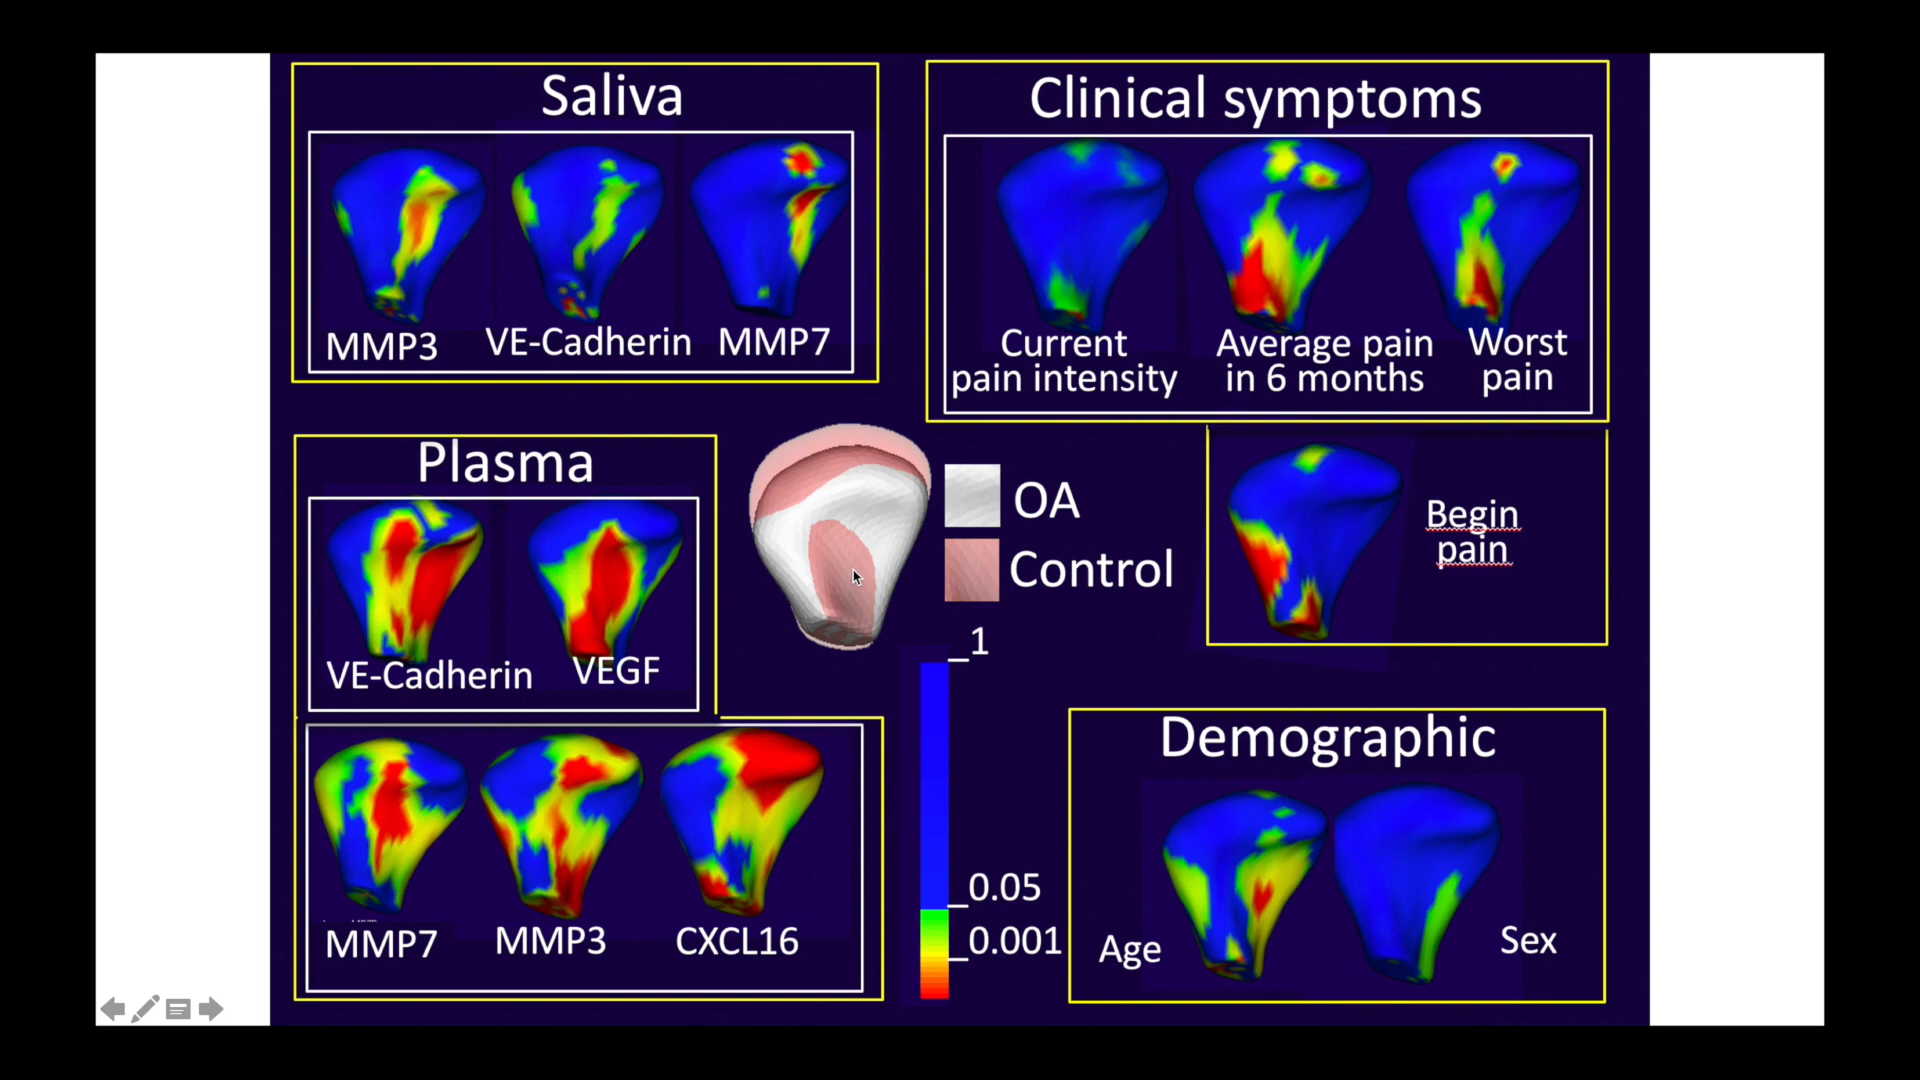 Saliva
MMP3
VE-Cadherin
MMP7
Clinical symptoms
Current
pain intensity
Average pain
in 6 months
Worst
pain
Plasma
VE-Cadherin
VEGF
MMP7
MMP3
CXCL16
OA
Control
1
0.05
0.001
Begin
pain
Demographic
Age
Sex